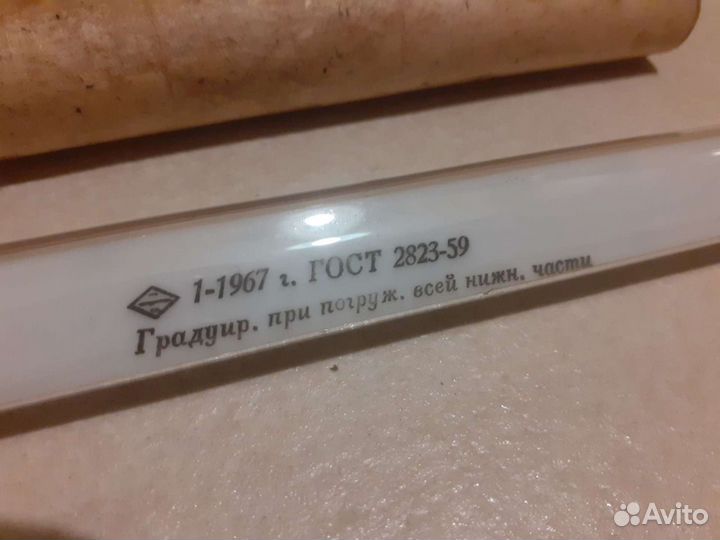 1-1967 г. ГОСТ 2823-59
Градуир. при погруж. всей нижн. части
Avito